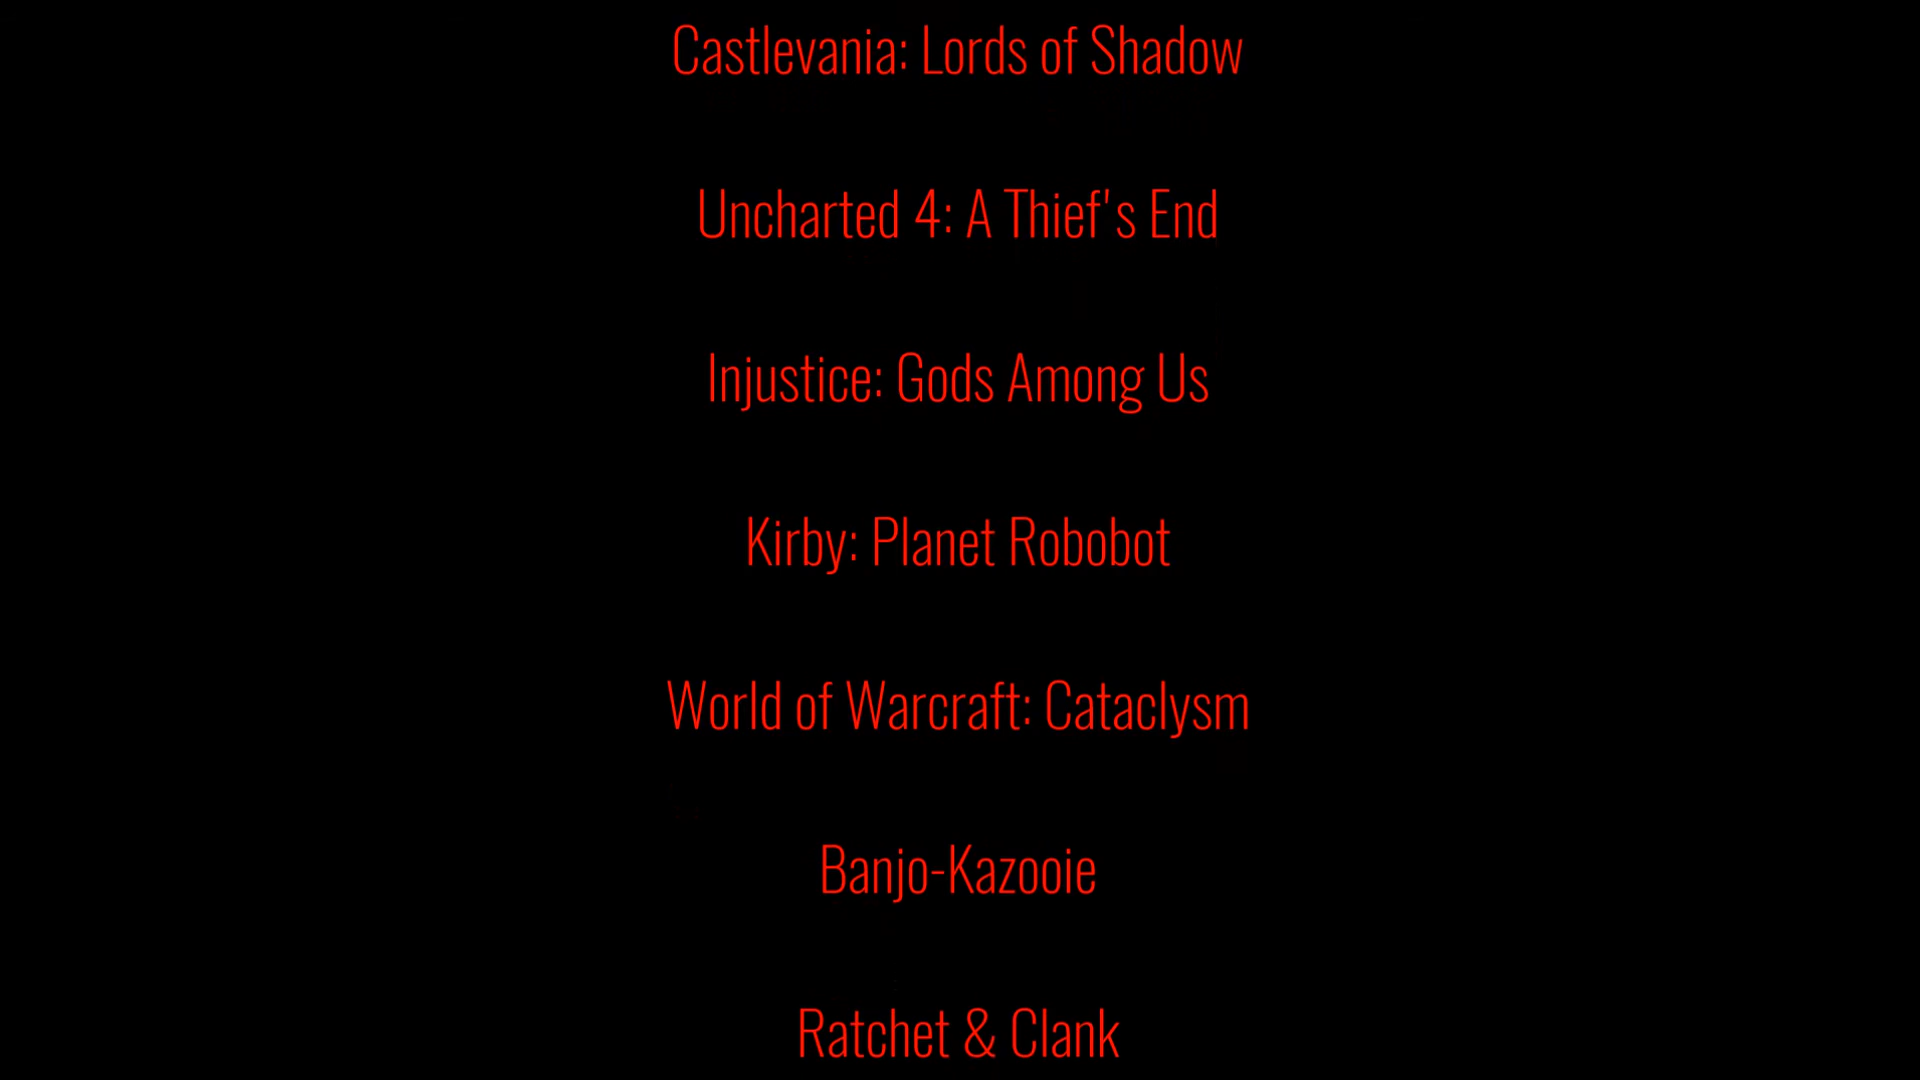 Castlevania: Lords of Shadow
Uncharted 4: A Thief's End
Injustice: Gods Among Us
Kirby: Planet Robobot
World of Warcraft: Cataclysm
Banjo-Kazooie
Ratchet & Clank